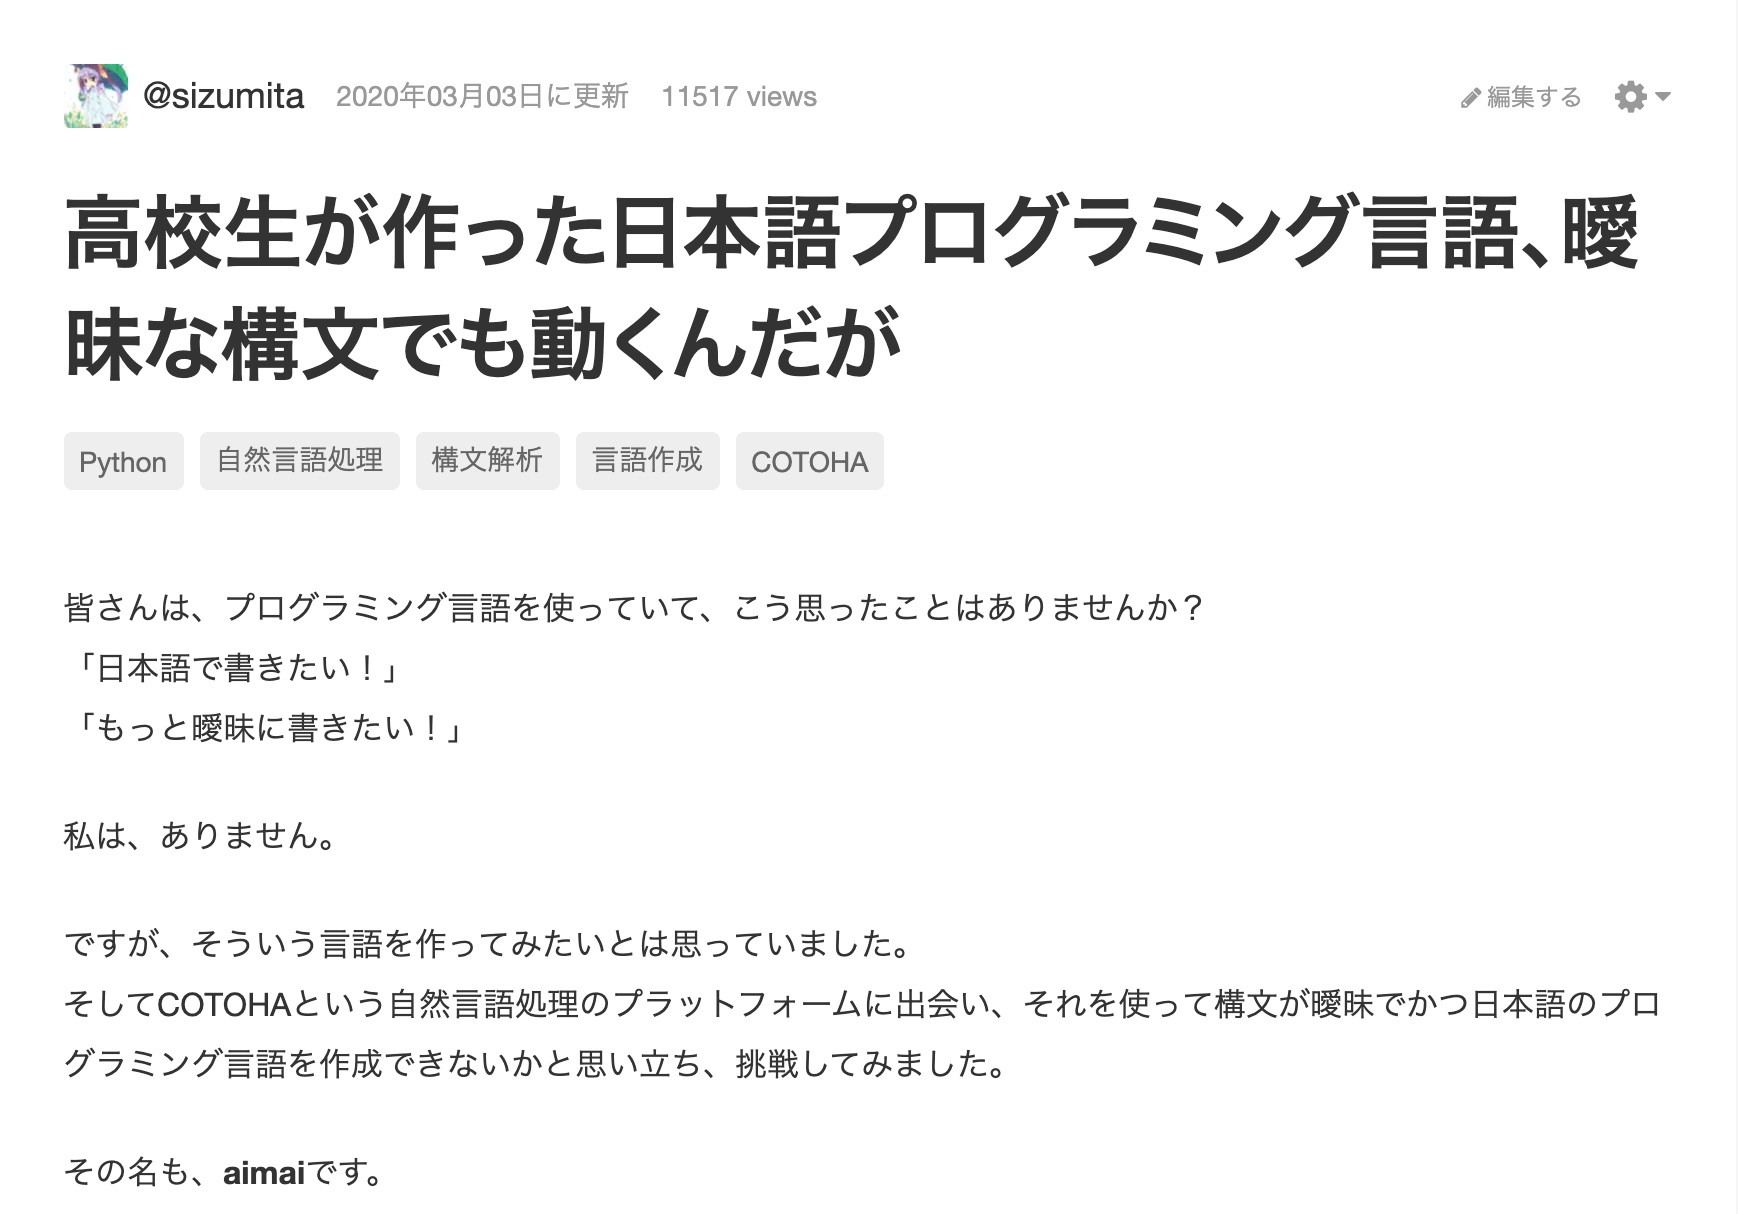 @sizumita 2020年03月03日に更新 11517 views 編集する
高校生が作った日本語プログラミング言語、曖
昧な構文でも動くんだが
Python 自然言語処理 構文解析 言語作成 COTOHA
皆さんは、プログラミング言語を使っていて、こう思ったことはありませんか？
「日本語で書きたい！」
「もっと曖昧に書きたい！」
私は、ありません。
ですが、そういう言語を作ってみたいとは思っていました。
そしてCOTOHAという自然言語処理のプラットフォームに出会い、それを使って構文が曖昧でかつ日本語のプロ
グラミング言語を作成できないかと思い立ち、挑戦してみました。
その名も、aimaiです。